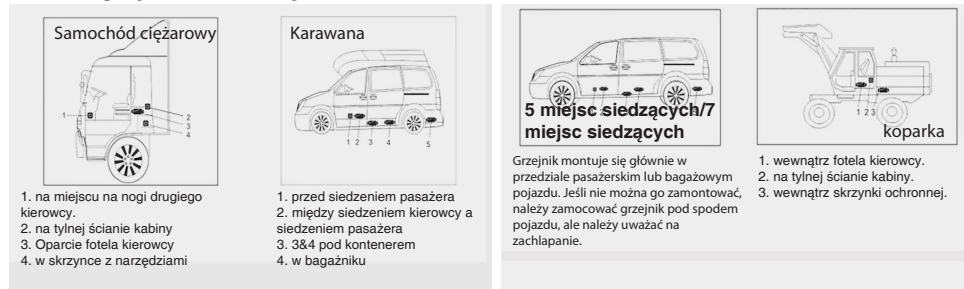 Samochód ciężarowy
1
2
3
4
1. na miejscu na nogi drugiego
kierowcy.
2. na tylnej ścianie kabiny
3. Oparcie fotela kierowcy
4. w skrzynce z narzędziami
Karawana
1 2 3 4 5
1. przed siedzeniem pasażera
2. między siedzeniem kierowcy a
siedzeniem pasażera
3. 3&4 pod kontenerem
4. w bagażniku
5 miejsc siedzących/7
miejsc siedzących
Grzejnik montuje się głównie w
przedziale pasażerskim lub bagażowym
pojazdu. Jeśli nie można go zamontować,
należy zamocować grzejnik pod spodem
pojazdu, ale należy uważać na
zachlapanie.
1 2 3
koparka
1. wewnątrz fotela kierowcy.
2. na tylnej ścianie kabiny.
3. wewnątrz skrzynki ochronnej.